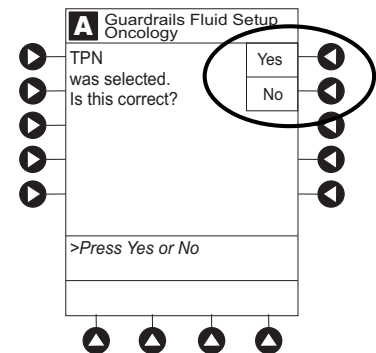 A Guardrails Fluid Setup
Oncology
TPN Yes
was selected.
Is this correct? No
>Press Yes or No